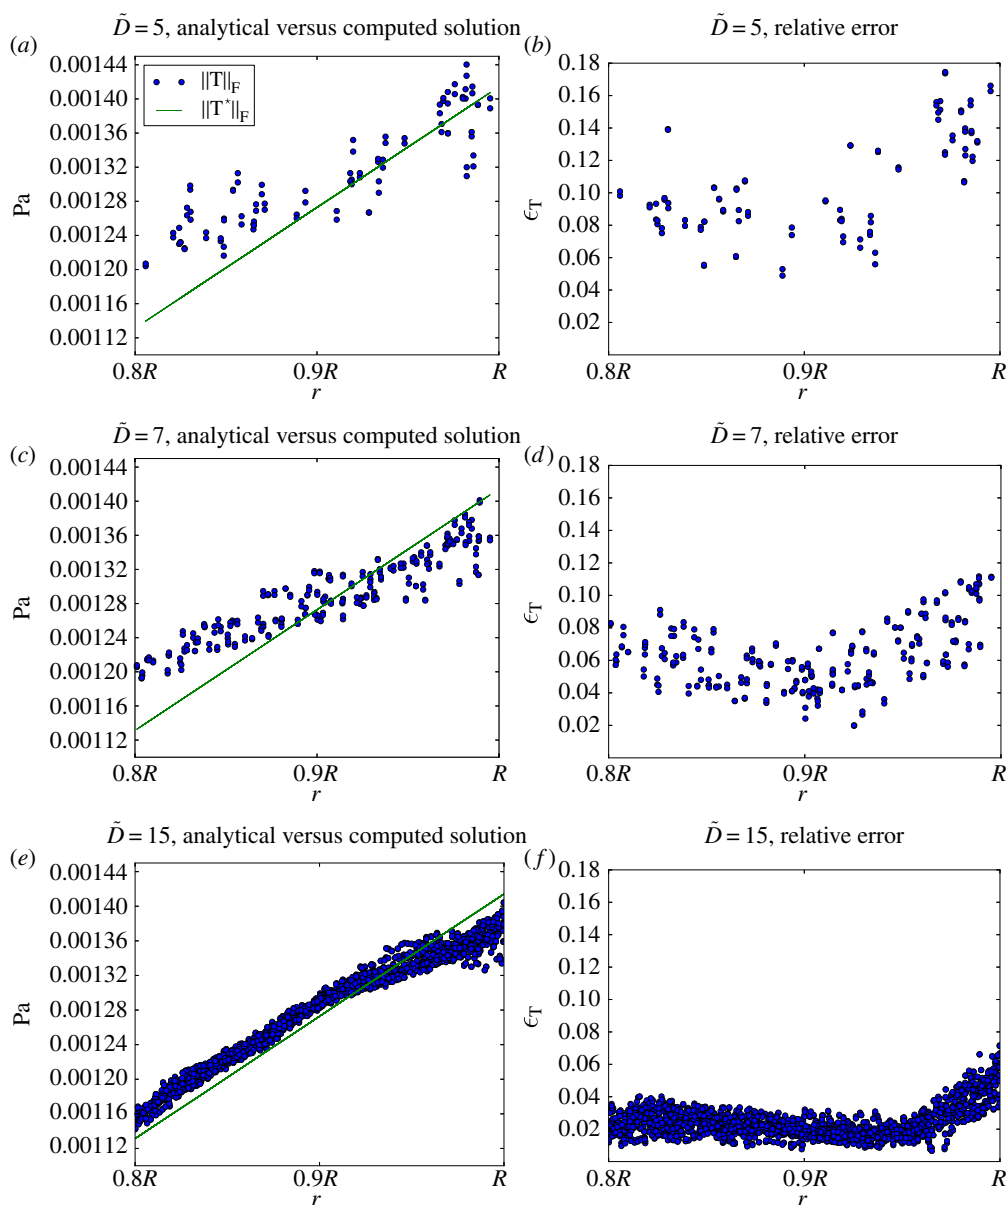 D̃ = 5, analytical versus computed solution
(a)
0.00144
0.00140
0.00136
0.00132
0.00128
0.00124
0.00120
0.00116
0.00112
Pa
||T||F
||T*||F
0.8R
0.9R
R
r
D̃ = 5, relative error
(b)
0.18
0.16
0.14
0.12
0.10
0.08
0.06
0.04
0.02
ϵT
0.8R
0.9R
R
r
D̃ = 7, analytical versus computed solution
(c)
0.00144
0.00140
0.00136
0.00132
0.00128
0.00124
0.00120
0.00116
0.00112
Pa
0.8R
0.9R
R
r
D̃ = 7, relative error
(d)
0.18
0.16
0.14
0.12
0.10
0.08
0.06
0.04
0.02
ϵT
0.8R
0.9R
R
r
D̃ = 15, analytical versus computed solution
(e)
0.00144
0.00140
0.00136
0.00132
0.00128
0.00124
0.00120
0.00116
0.00112
Pa
0.8R
0.9R
R
r
D̃ = 15, relative error
(f)
0.18
0.16
0.14
0.12
0.10
0.08
0.06
0.04
0.02
ϵT
0.8R
0.9R
R
r